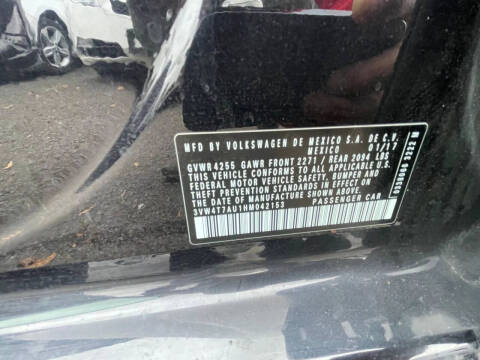 MFD. BY VOLKSWAGEN DE MEXICO S.A. DE C.V.
MEXICO 01/17
GVWR 4255 GAWR FRONT 2271 / REAR 2094 LBS
THIS VEHICLE CONFORMS TO ALL APPLICABLE U.S.
FEDERAL MOTOR VEHICLE SAFETY, BUMPER AND
THEFT PREVENTION STANDARDS IN EFFECT ON
THE DATE OF MANUFACTURE SHOWN ABOVE.
PASSENGER CAR